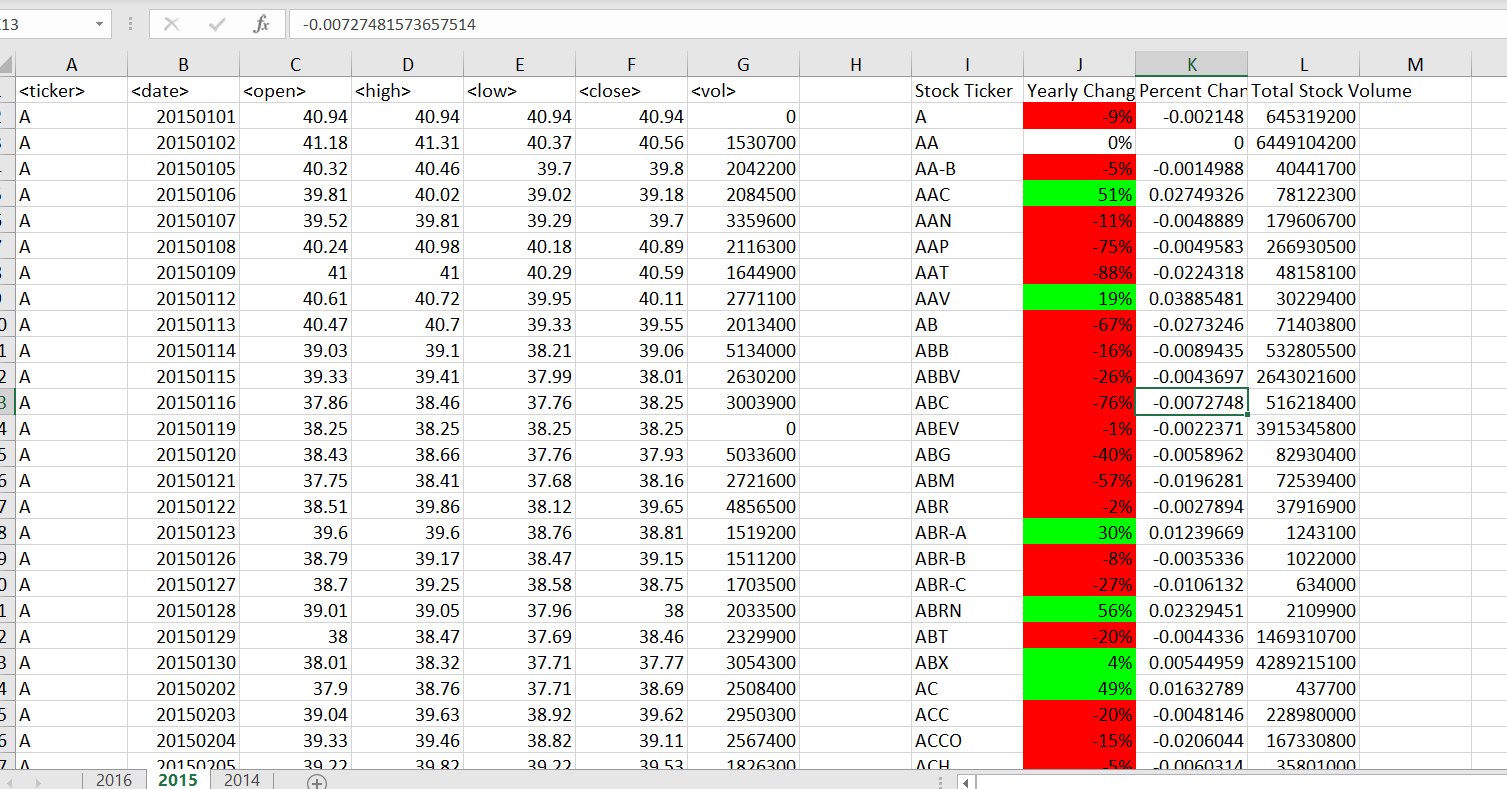 13 fx -0.00727481573657514
A B C D E F G H I J K L M
<ticker> <date> <open> <high> <low> <close> <vol> Stock Ticker Yearly Chang Percent Char Total Stock Volume
A 20150101 40.94 40.94 40.94 40.94 0 A -9% -0.002148 645319200
A 20150102 41.18 41.31 40.37 40.56 1530700 AA 0% 0 6449104200
A 20150105 40.32 40.46 39.7 39.8 2042200 AA-B -5% -0.0014988 40441700
A 20150106 39.81 40.02 39.02 39.18 2084500 AAC 51% 0.02749326 78122300
A 20150107 39.52 39.81 39.29 39.7 3359600 AAN -11% -0.0048889 179606700
A 20150108 40.24 40.98 40.18 40.89 2116300 AAP -75% -0.0049583 266930500
A 20150109 41 41 40.29 40.59 1644900 AAT -88% -0.0224318 48158100
A 20150112 40.61 40.72 39.95 40.11 2771100 AAV 19% 0.03885481 30229400
0 A 20150113 40.47 40.7 39.33 39.55 2013400 AB -67% -0.0273246 71403800
1 A 20150114 39.03 39.1 38.21 39.06 5134000 ABB -16% -0.0089435 532805500
2 A 20150115 39.33 39.41 37.99 38.01 2630200 ABBV -26% -0.0043697 2643021600
3 A 20150116 37.86 38.46 37.76 38.25 3003900 ABC -76% -0.0072748 516218400
4 A 20150119 38.25 38.25 38.25 38.25 0 ABEV -1% -0.0022371 3915345800
5 A 20150120 38.43 38.66 37.76 37.93 5033600 ABG -40% -0.0058962 82930400
6 A 20150121 37.75 38.41 37.68 38.16 2721600 ABM -57% -0.0196281 72539400
7 A 20150122 38.51 39.86 38.12 39.65 4856500 ABR -2% -0.0027894 37916900
8 A 20150123 39.6 39.6 38.76 38.81 1519200 ABR-A 30% 0.01239669 1243100
9 A 20150126 38.79 39.17 38.47 39.15 1511200 ABR-B -8% -0.0035336 1022000
0 A 20150127 38.7 39.25 38.58 38.75 1703500 ABR-C -27% -0.0106132 634000
1 A 20150128 39.01 39.05 37.96 38 2033500 ABRN 56% 0.02329451 2109900
2 A 20150129 38 38.47 37.69 38.46 2329900 ABT -20% -0.0044336 1469310700
3 A 20150130 38.01 38.32 37.71 37.77 3054300 ABX 4% 0.00544959 4289215100
4 A 20150202 37.9 38.76 37.71 38.69 2508400 AC 49% 0.01632789 437700
5 A 20150203 39.04 39.63 38.92 39.62 2950300 ACC -20% -0.0048146 228980000
6 A 20150204 39.33 39.46 38.82 39.11 2567400 ACCO -15% -0.0206044 167330800
7 A 20150205 39.22 39.82 39.22 39.53 1826300 ACH -5% -0.0060314 35801000
2016 2015 2014